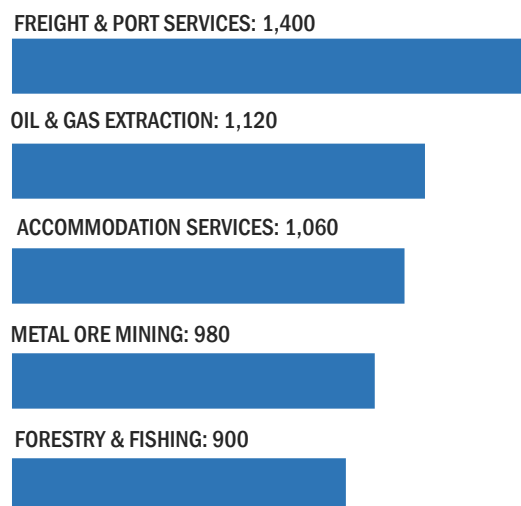 FREIGHT & PORT SERVICES: 1,400
OIL & GAS EXTRACTION: 1,120
ACCOMMODATION SERVICES: 1,060
METAL ORE MINING: 980
FORESTRY & FISHING: 900